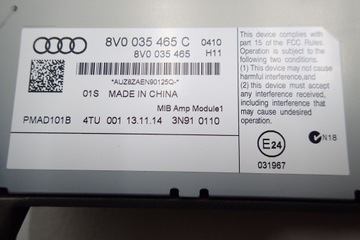 8V0 035 465 C 0410
8V0 035 465 H11
*AUZ8ZAEN90125Q-*
01S MADE IN CHINA
MIB Amp Module1
PMAD101B 4TU 001 13.11.14 3N91 0110
This device complies with
part 15 of the FCC Rules.
Operation is subject to the
following two conditions:
(1) This device may not cause
harmful interference,and
(2) this device must accept
any interference received,
including interference that
may cause undesired
operation.
E24
031967
N18